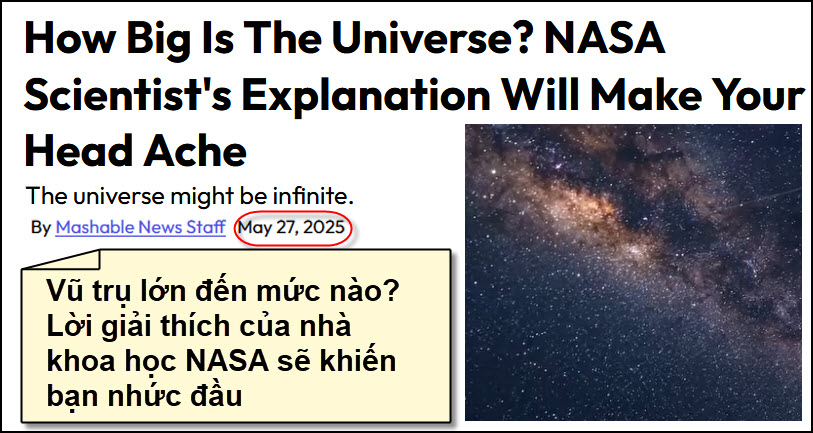 How Big Is The Universe? NASA
Scientist's Explanation Will Make Your
Head Ache
The universe might be infinite.
By Mashable News Staff May 27, 2025
Vũ trụ lớn đến mức nào?
Lời giải thích của nhà
khoa học NASA sẽ khiến
bạn nhức đầu